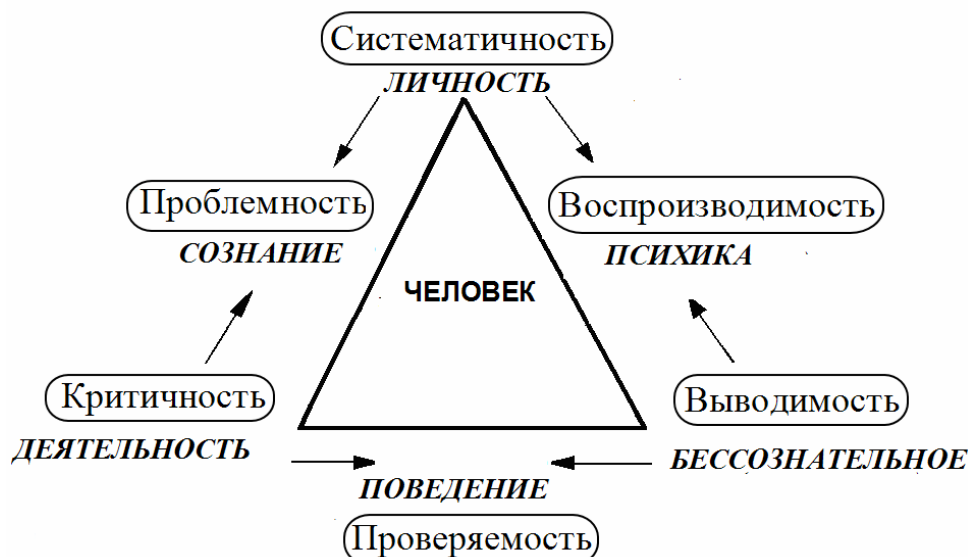 Систематичность
ЛИЧНОСТЬ
Проблемность
Воспроизводимость
СОЗНАНИЕ
ПСИХИКА
ЧЕЛОВЕК
Критичность
Выводимость
ДЕЯТЕЛЬНОСТЬ
БЕССОЗНАТЕЛЬНОЕ
ПОВЕДЕНИЕ
Проверяемость